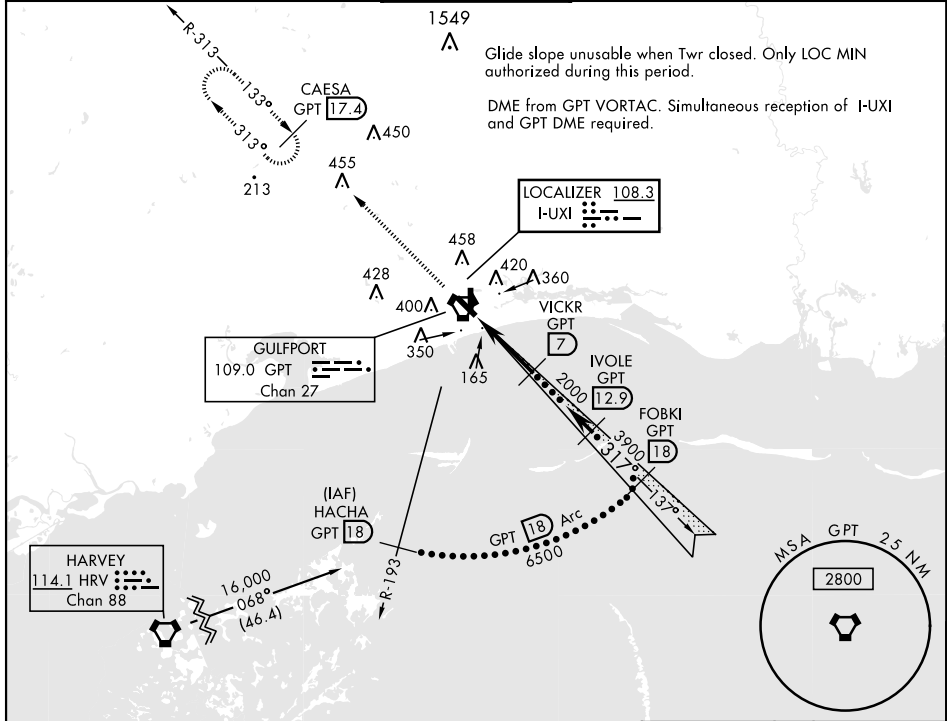 1549
Glide slope unusable when Twr closed. Only LOC MIN
authorized during this period.
DME from GPT VORTAC. Simultaneous reception of I-UXI
and GPT DME required.
R-313
133°
313°
CAESA
GPT 17.4
450
455
213
LOCALIZER 108.3
I-UXI
458
420
360
428
400
350
165
GULFPORT
109.0 GPT
Chan 27
VICKR
GPT
7
IVOLE
GPT
12.9
2000
FOBKI
GPT
18
3900
317°
137°
(IAF)
HACHA
GPT 18
GPT 18 Arc
6500
R-193
HARVEY
114.1 HRV
Chan 88
16,000
068°
(46.4)
MSA GPT 25 NM
2800